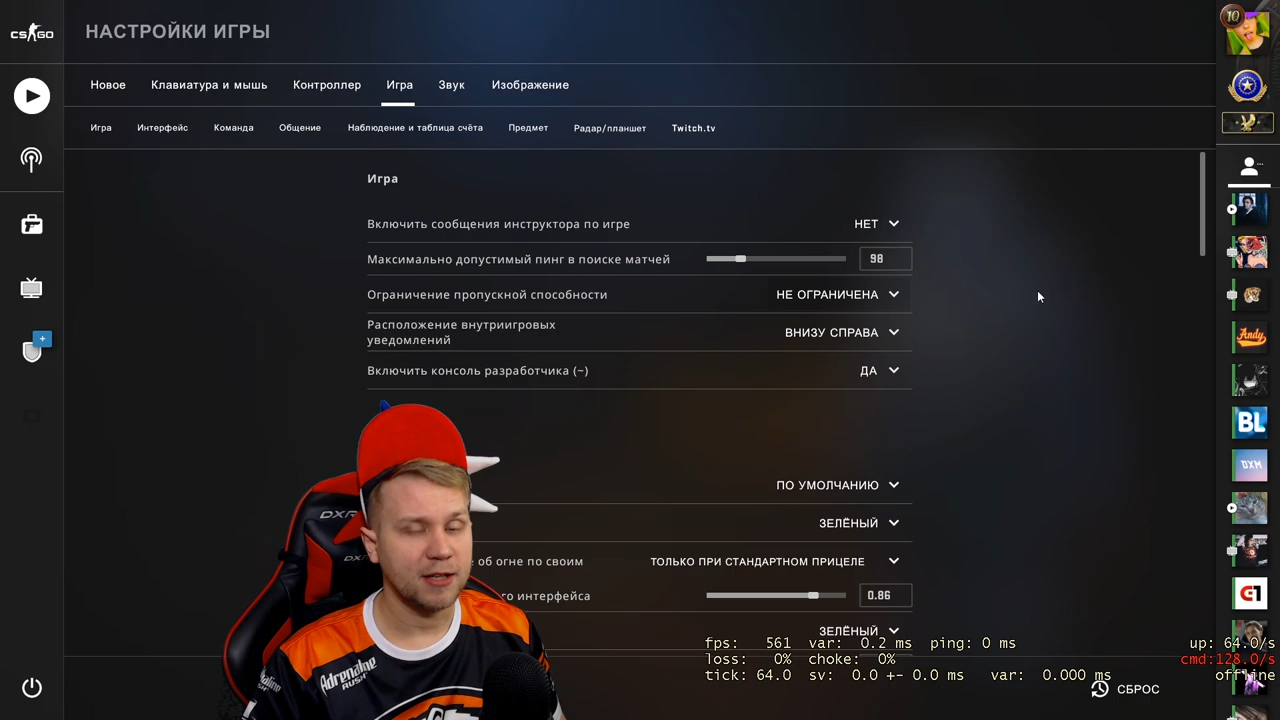 CS GO
НАСТРОЙКИ ИГРЫ
10
Новое Клавиатура и мышь Контроллер Игра Звук Изображение
Игра Интерфейс Команда Общение Наблюдение и таблица счёта Предмет Радар/планшет Twitch.tv
Игра
Включить сообщения инструктора по игре НЕТ
Максимально допустимый пинг в поиске матчей 98
Ограничение пропускной способности НЕ ОГРАНИЧЕНА
Расположение внутриигровых
уведомлений ВНИЗУ СПРАВА
Включить консоль разработчика (~) ДА
ПО УМОЛЧАНИЮ
ЗЕЛЁНЫЙ
об огне по своим ТОЛЬКО ПРИ СТАНДАРТНОМ ПРИЦЕЛЕ
интерфейса 0.86
ЗЕЛЁНЫЙ
fps: 561 var: 0.2 ms ping: 0 ms up: 64.0/s
loss: 0% choke: 0% cmd:128.0/s
tick: 64.0 sv: 0.0 +- 0.0 ms var: 0.000 ms offline
СБРОС
Andy
BL
DXM
G1
DXR
Adrenaline
RUSH